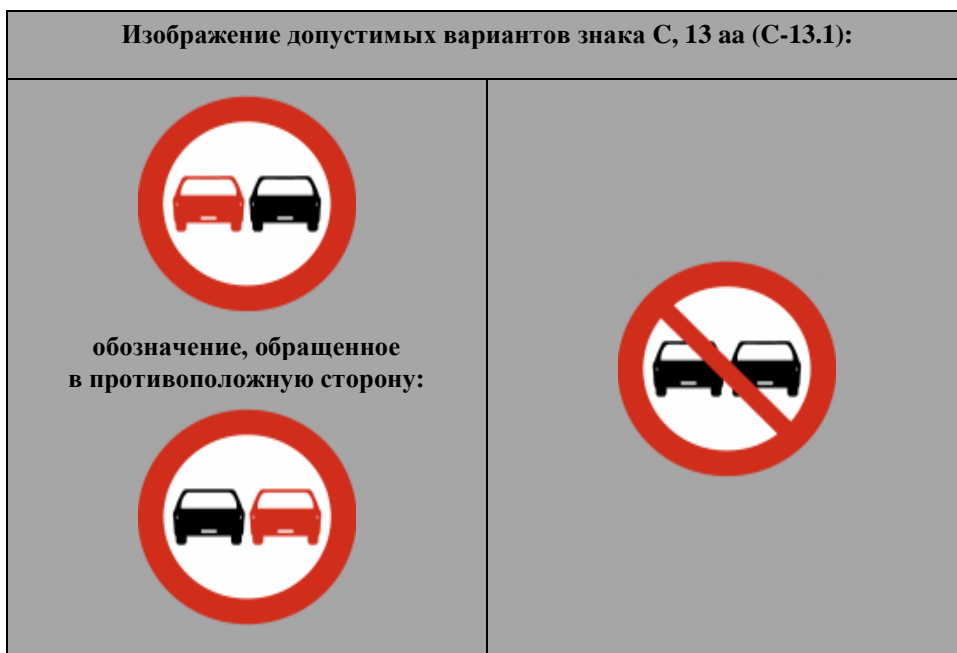 Изображение допустимых вариантов знака C, 13 aa (C-13.1):
обозначение, обращенное
в противоположную сторону: